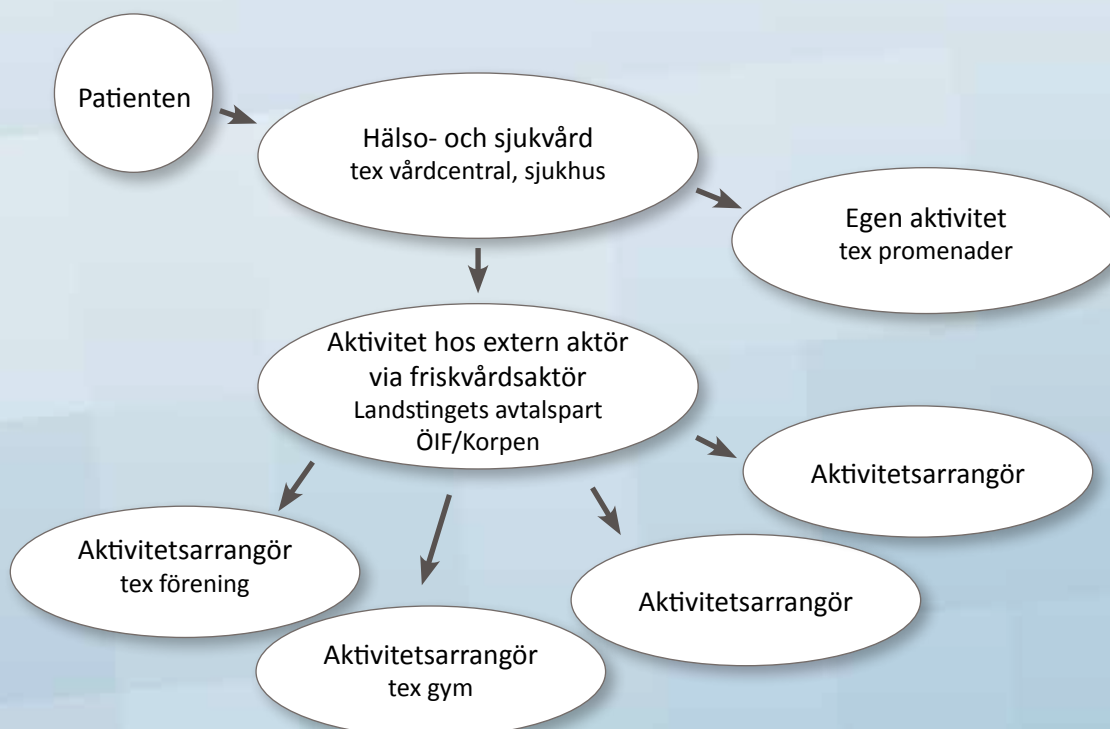 Patienten
Hälso- och sjukvård
tex vårdcentral, sjukhus
Egen aktivitet
tex promenader
Aktivitet hos extern aktör
via friskvårdsaktör
Landstingets avtalspart
ÖIF/Korpen
Aktivitetsarrangör
Aktivitetsarrangör
tex förening
Aktivitetsarrangör
Aktivitetsarrangör
tex gym